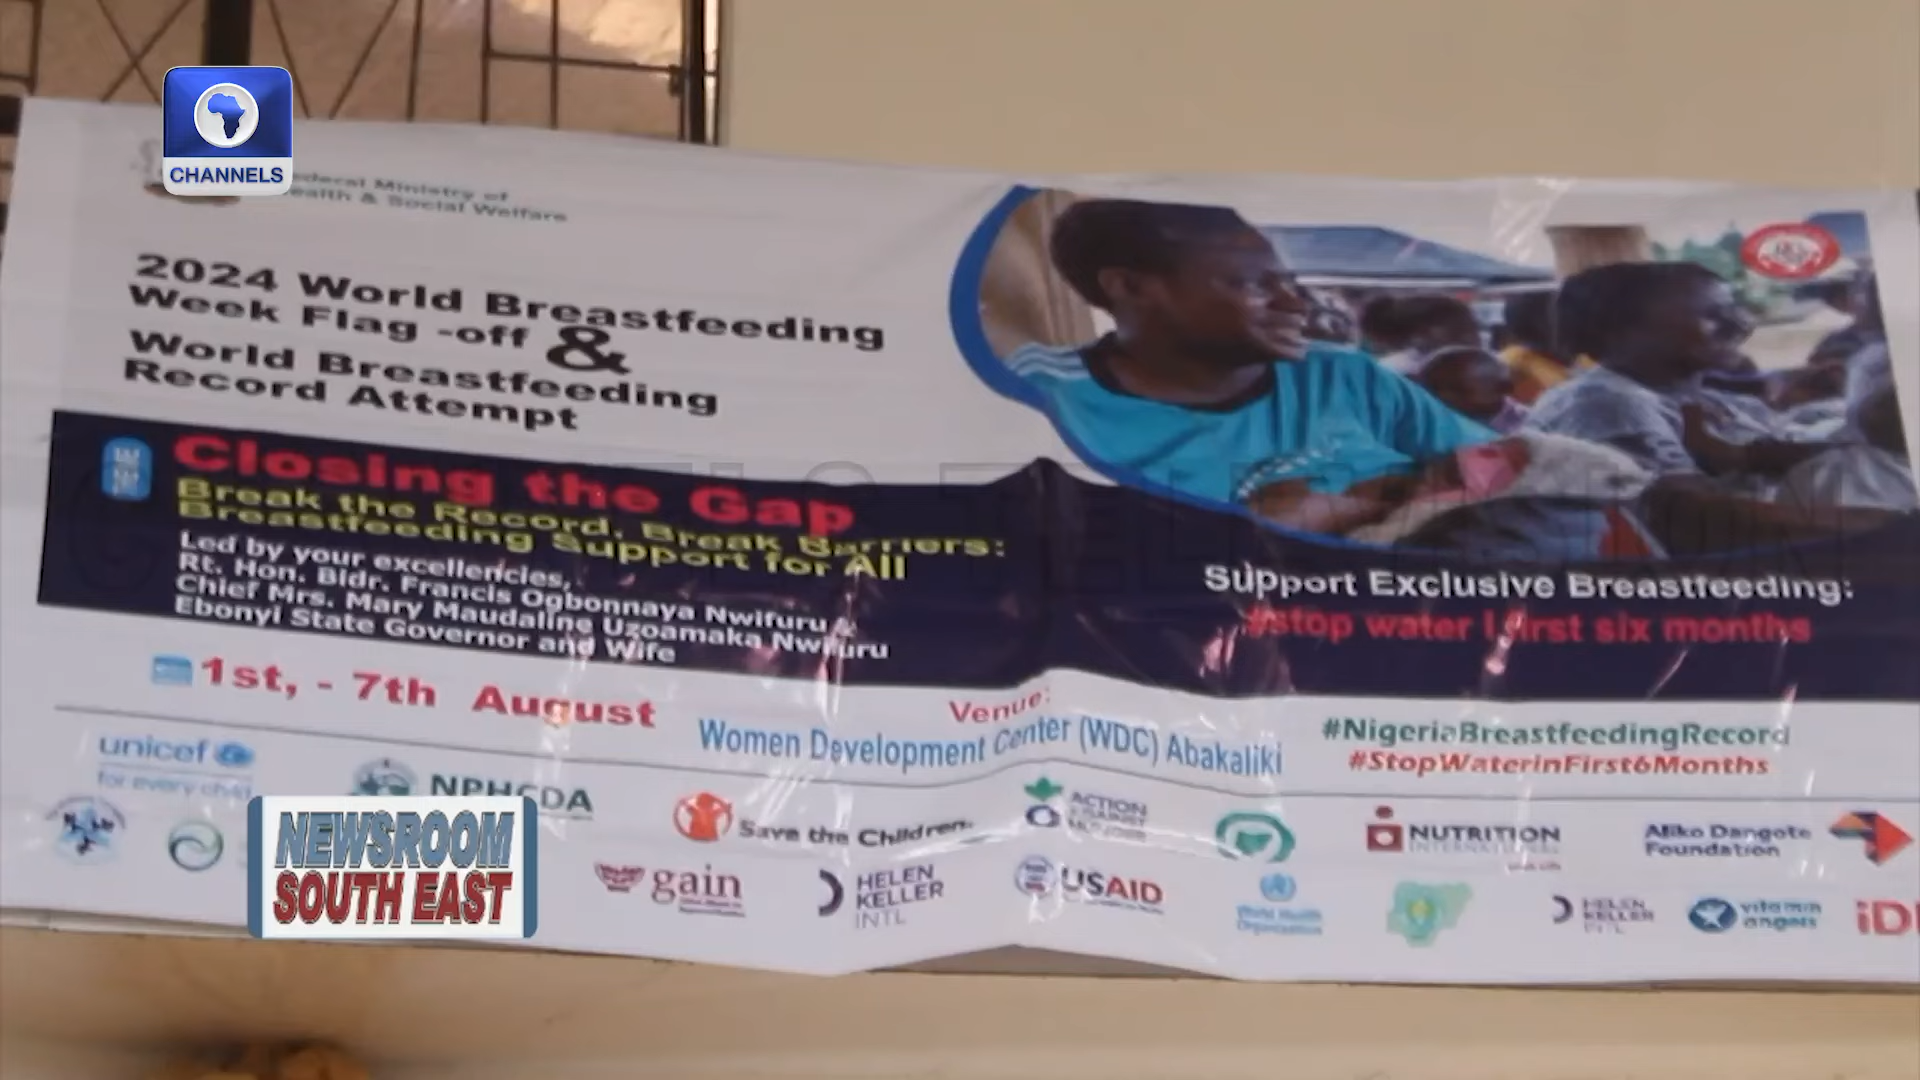 CHANNELS
Federal Ministry of
Health & Social Welfare
2024 World Breastfeeding
Week Flag -off &
World Breastfeeding
Record Attempt
Closing the Gap
Break the Record, Break Barriers:
Breastfeeding Support for All
Led by your excellencies,
Rt. Hon. Bldr. Francis Ogbonnaya Nwifuru &
Chief Mrs. Mary Maudaline Uzoamaka Nwifuru
Ebonyi State Governor and Wife
Support Exclusive Breastfeeding:
#stop water first six months
1st, - 7th August
Venue:
Women Development Center (WDC) Abakaliki
#NigeriaBreastfeedingRecord
#StopWaterinFirst6Months
unicef
for every child
NPHCDA
Save the Children
ACTION
AGAINST
NUTRITION
INTERNATIONAL
Aliko Dangote
Foundation
gain
HELEN
KELLER
INTL
USAID
World Health
Organization
HELEN
KELLER
INTL
vitamin
angels
NEWSROOM
SOUTH EAST